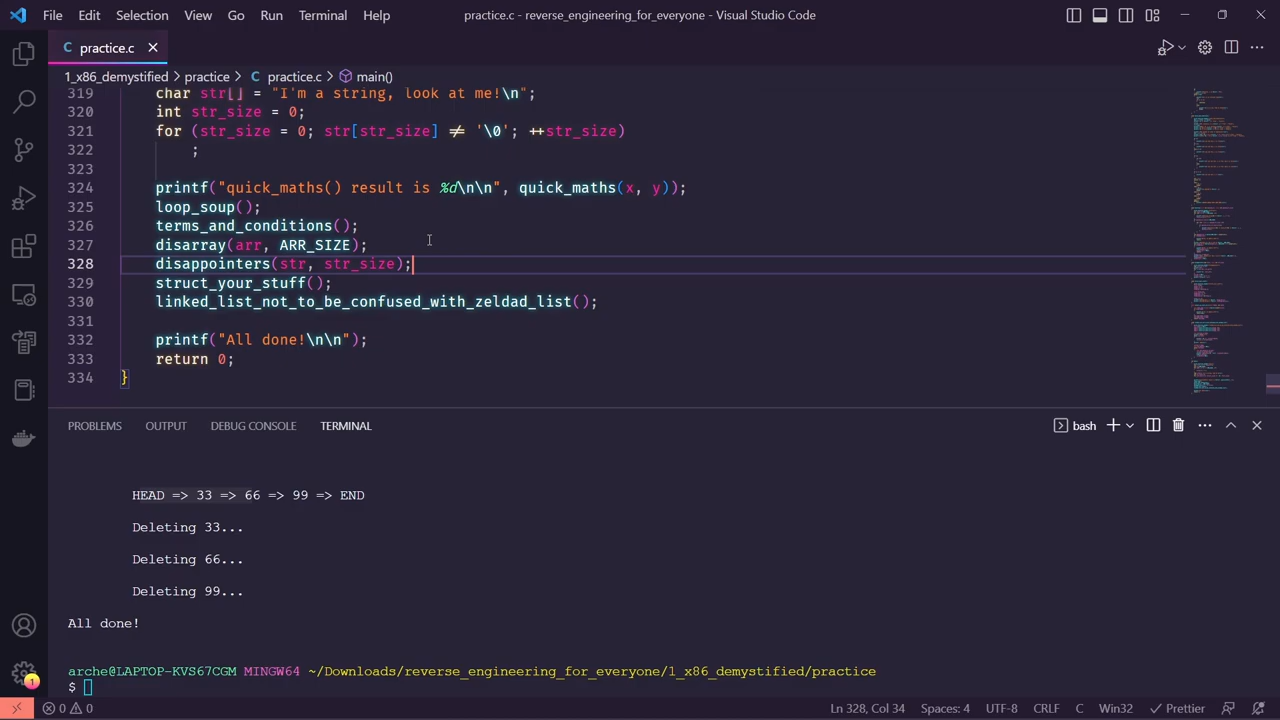 File Edit Selection View Go Run Terminal Help practice.c - reverse_engineering_for_everyone - Visual Studio Code
C practice.c
1_x86_demystified > practice > C practice.c > main()
319 char str[] = "I'm a string, look at me!\n";
320 int str_size = 0;
321 for (str_size = 0; str[str_size] ≠ '\0 ; ++str_size)
322 ;
323
324 printf("quick_maths() result is %d\n\n", quick_maths(x, y));
325 loop_soup();
326 terms_and_conditions();
327 disarray(arr, ARR_SIZE);
328 disappointers(str, str_size);
329 struct_your_stuff();
330 linked_list_not_to_be_confused_with_zeldad_list();
331
332 printf("All done!\n\n");
333 return 0;
334 }
PROBLEMS OUTPUT DEBUG CONSOLE TERMINAL bash
HEAD => 33 => 66 => 99 => END
Deleting 33...
Deleting 66...
Deleting 99...
All done!
arche@LAPTOP-KVS67CGM MINGW64 ~/Downloads/reverse_engineering_for_everyone/1_x86_demystified/practice
$
1
0 0 Ln 328, Col 34 Spaces: 4 UTF-8 CRLF C Win32 Prettier